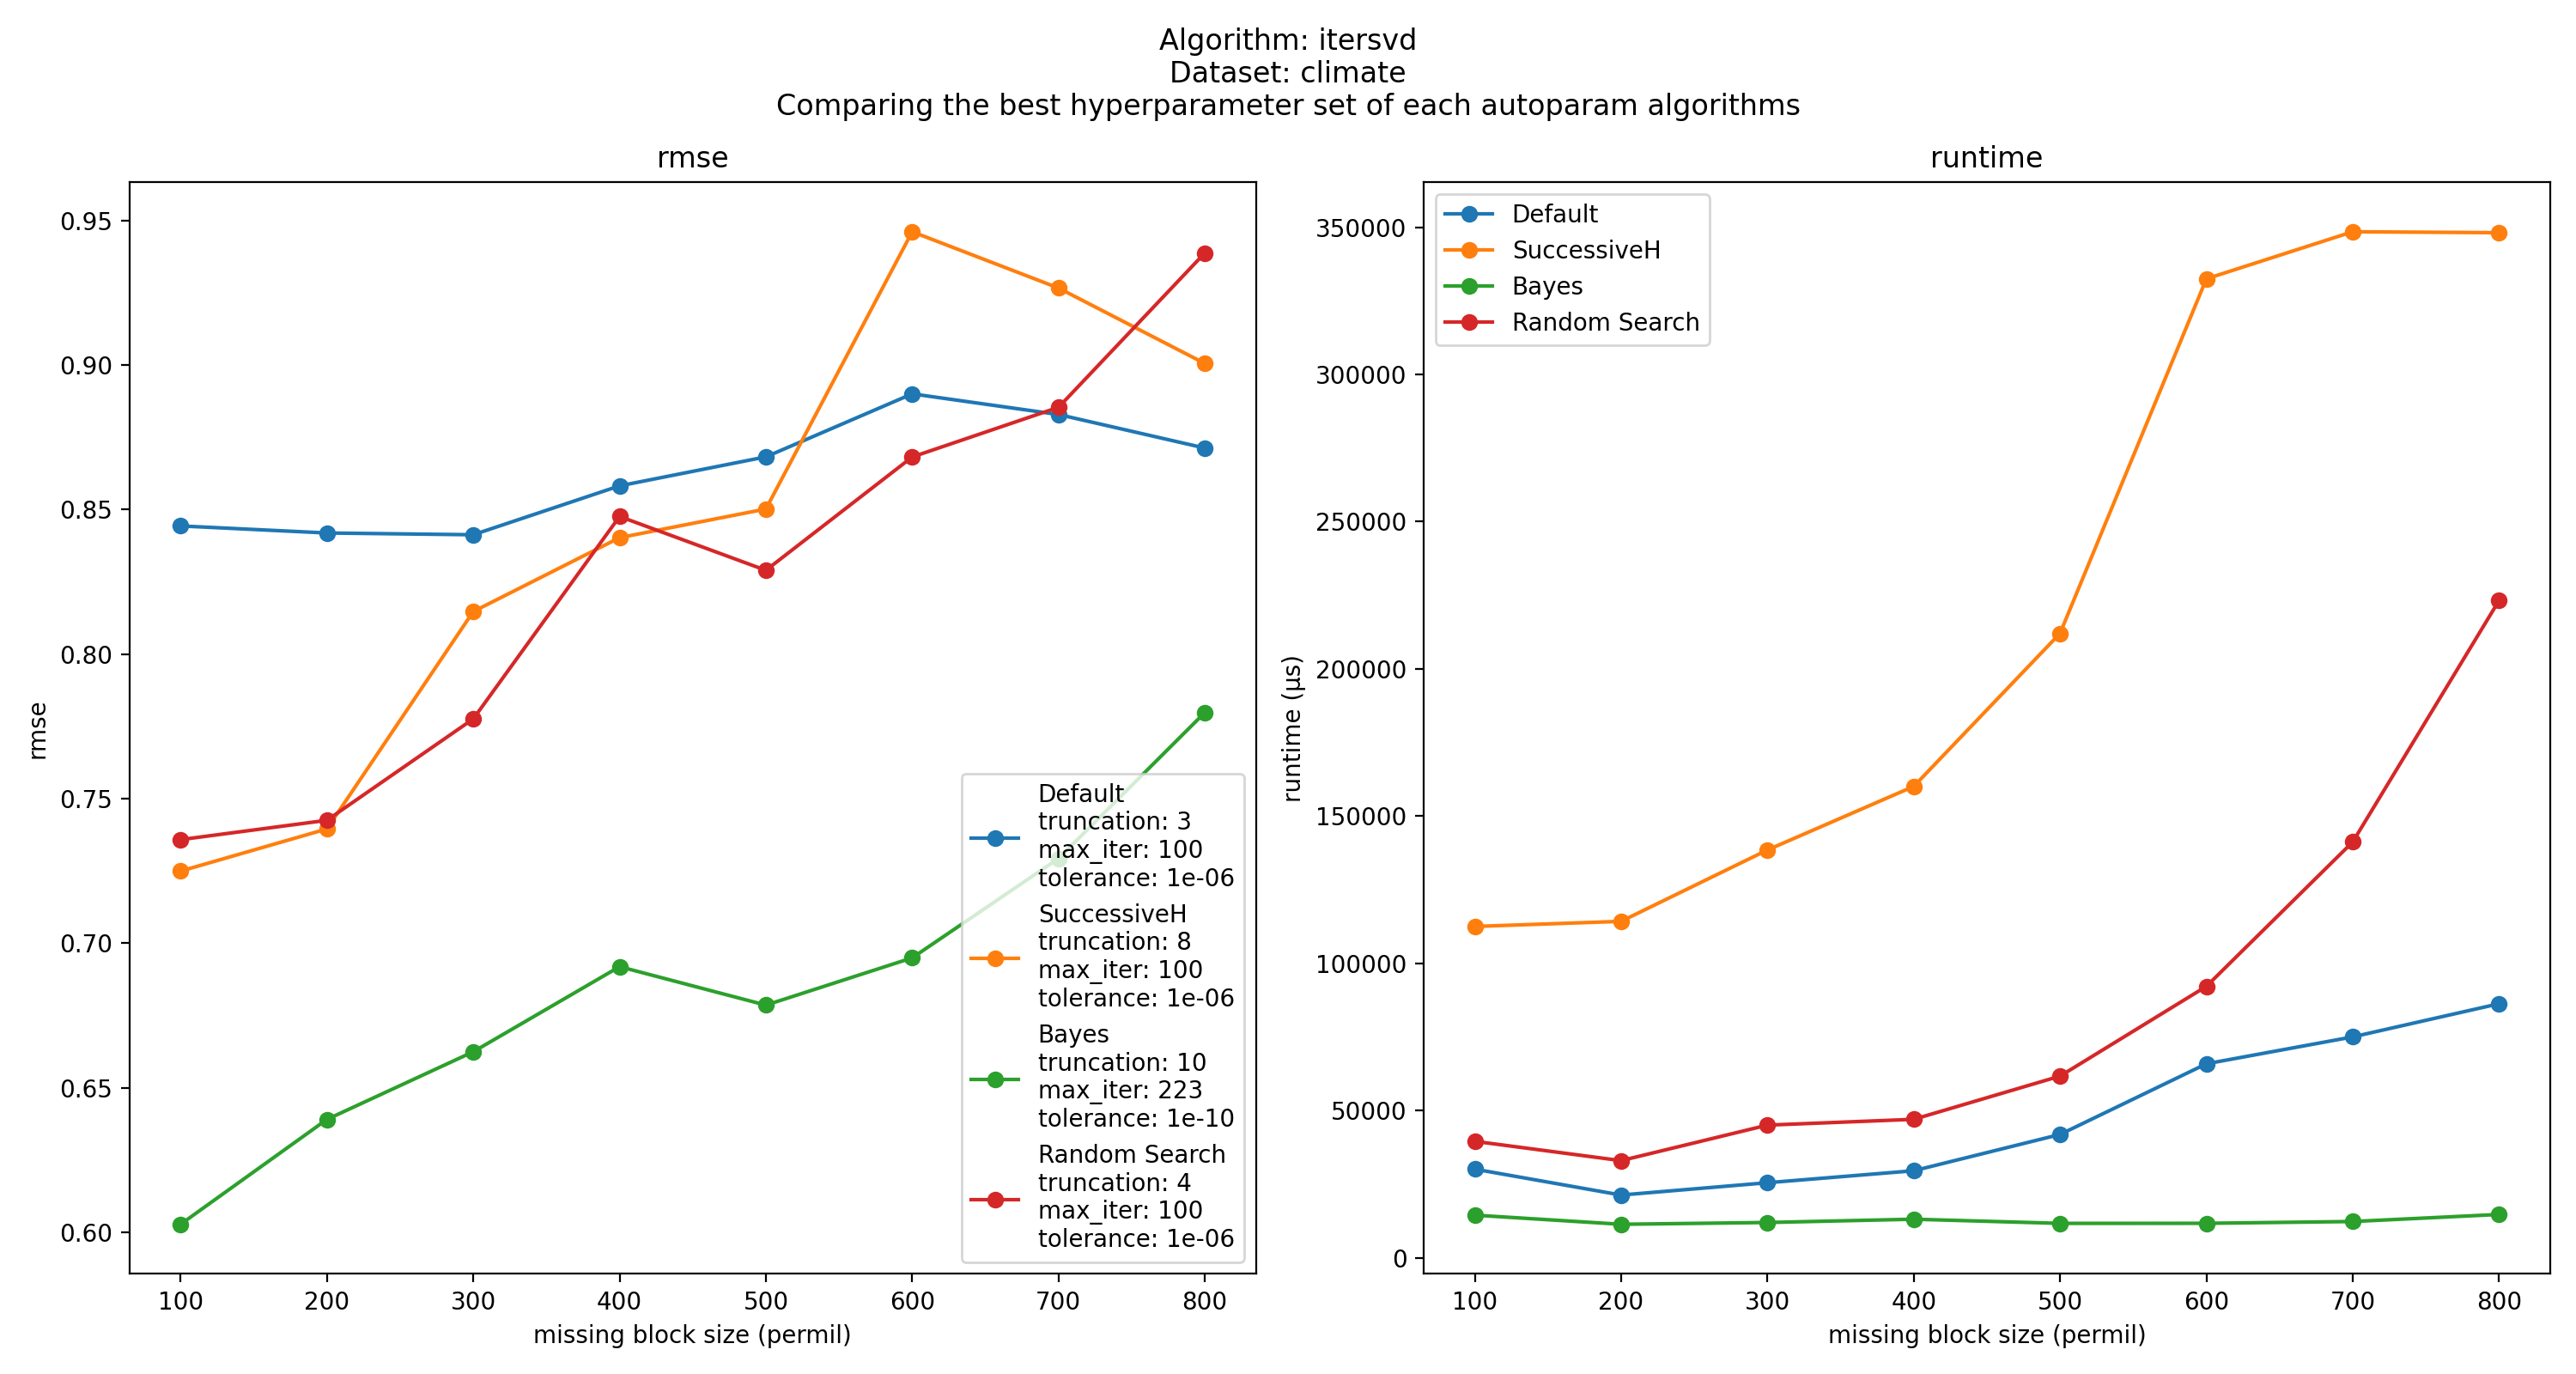 Algorithm: itersvd
Dataset: climate
Comparing the best hyperparameter set of each autoparam algorithms
rmse
0.95
0.90
0.85
0.80
0.75
0.70
0.65
0.60
rmse
100 200 300 400 500 600 700 800
missing block size (permil)
Default
truncation: 3
max_iter: 100
tolerance: 1e-06
SuccessiveH
truncation: 8
max_iter: 100
tolerance: 1e-06
Bayes
truncation: 10
max_iter: 223
tolerance: 1e-10
Random Search
truncation: 4
max_iter: 100
tolerance: 1e-06
runtime
350000
300000
250000
200000
150000
100000
50000
0
runtime (µs)
100 200 300 400 500 600 700 800
missing block size (permil)
Default
SuccessiveH
Bayes
Random Search